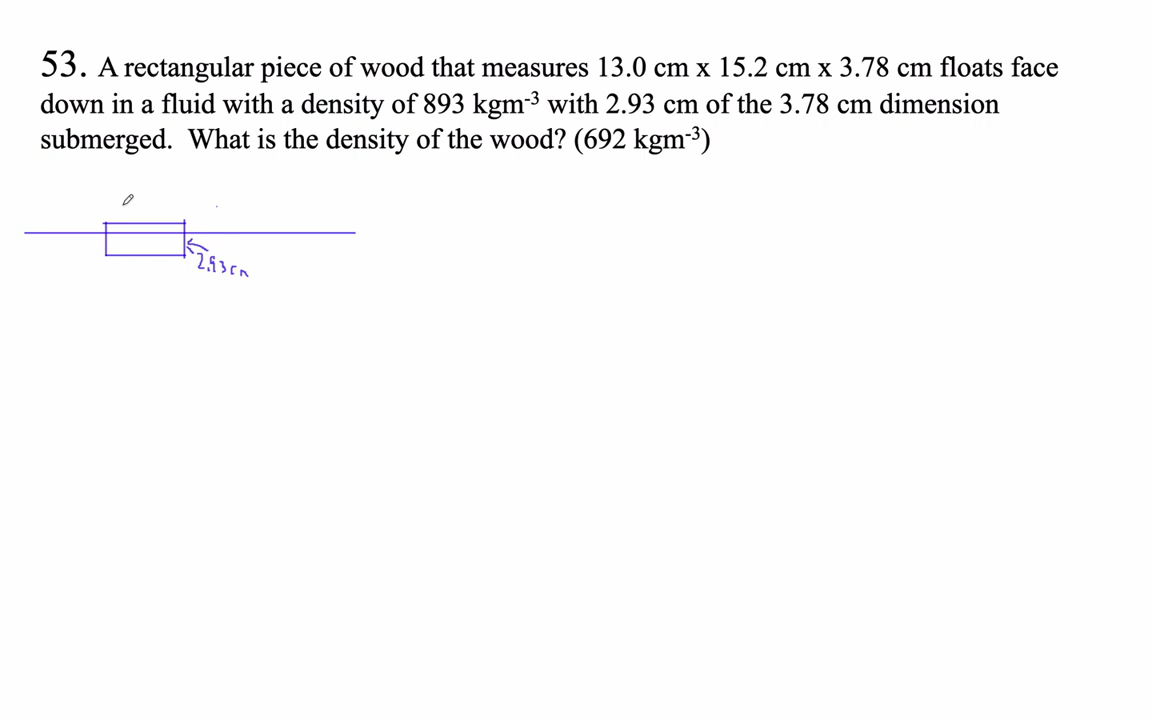 53. A rectangular piece of wood that measures 13.0 cm x 15.2 cm x 3.78 cm floats face
down in a fluid with a density of 893 kgm⁻³ with 2.93 cm of the 3.78 cm dimension
submerged. What is the density of the wood? (692 kgm⁻³)
2.93 cm